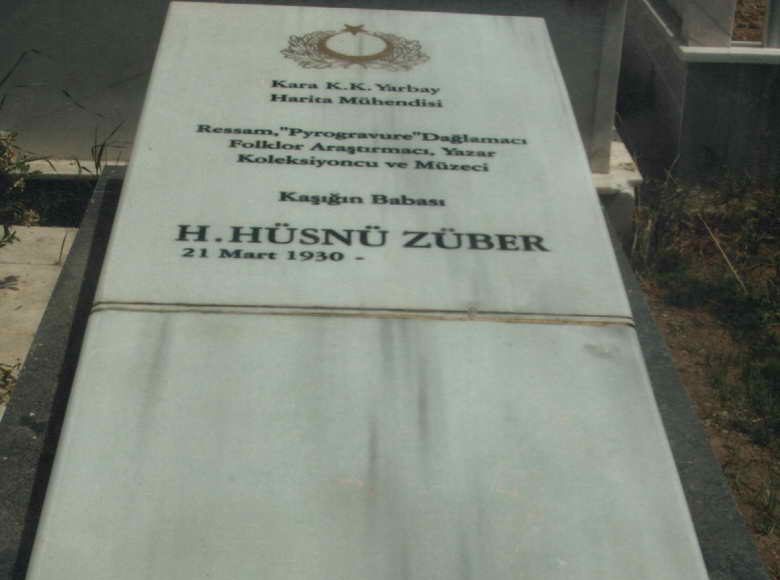 Kara K.K. Yarbay
Harita Mühendisi
Ressam,"Pyrogravure"Dağlamacı
Folklor Araştırmacı, Yazar
Koleksiyoncu ve Müzeci
Kaşığın Babası
H.HÜSNÜ ZÜBER
21 Mart 1930 -